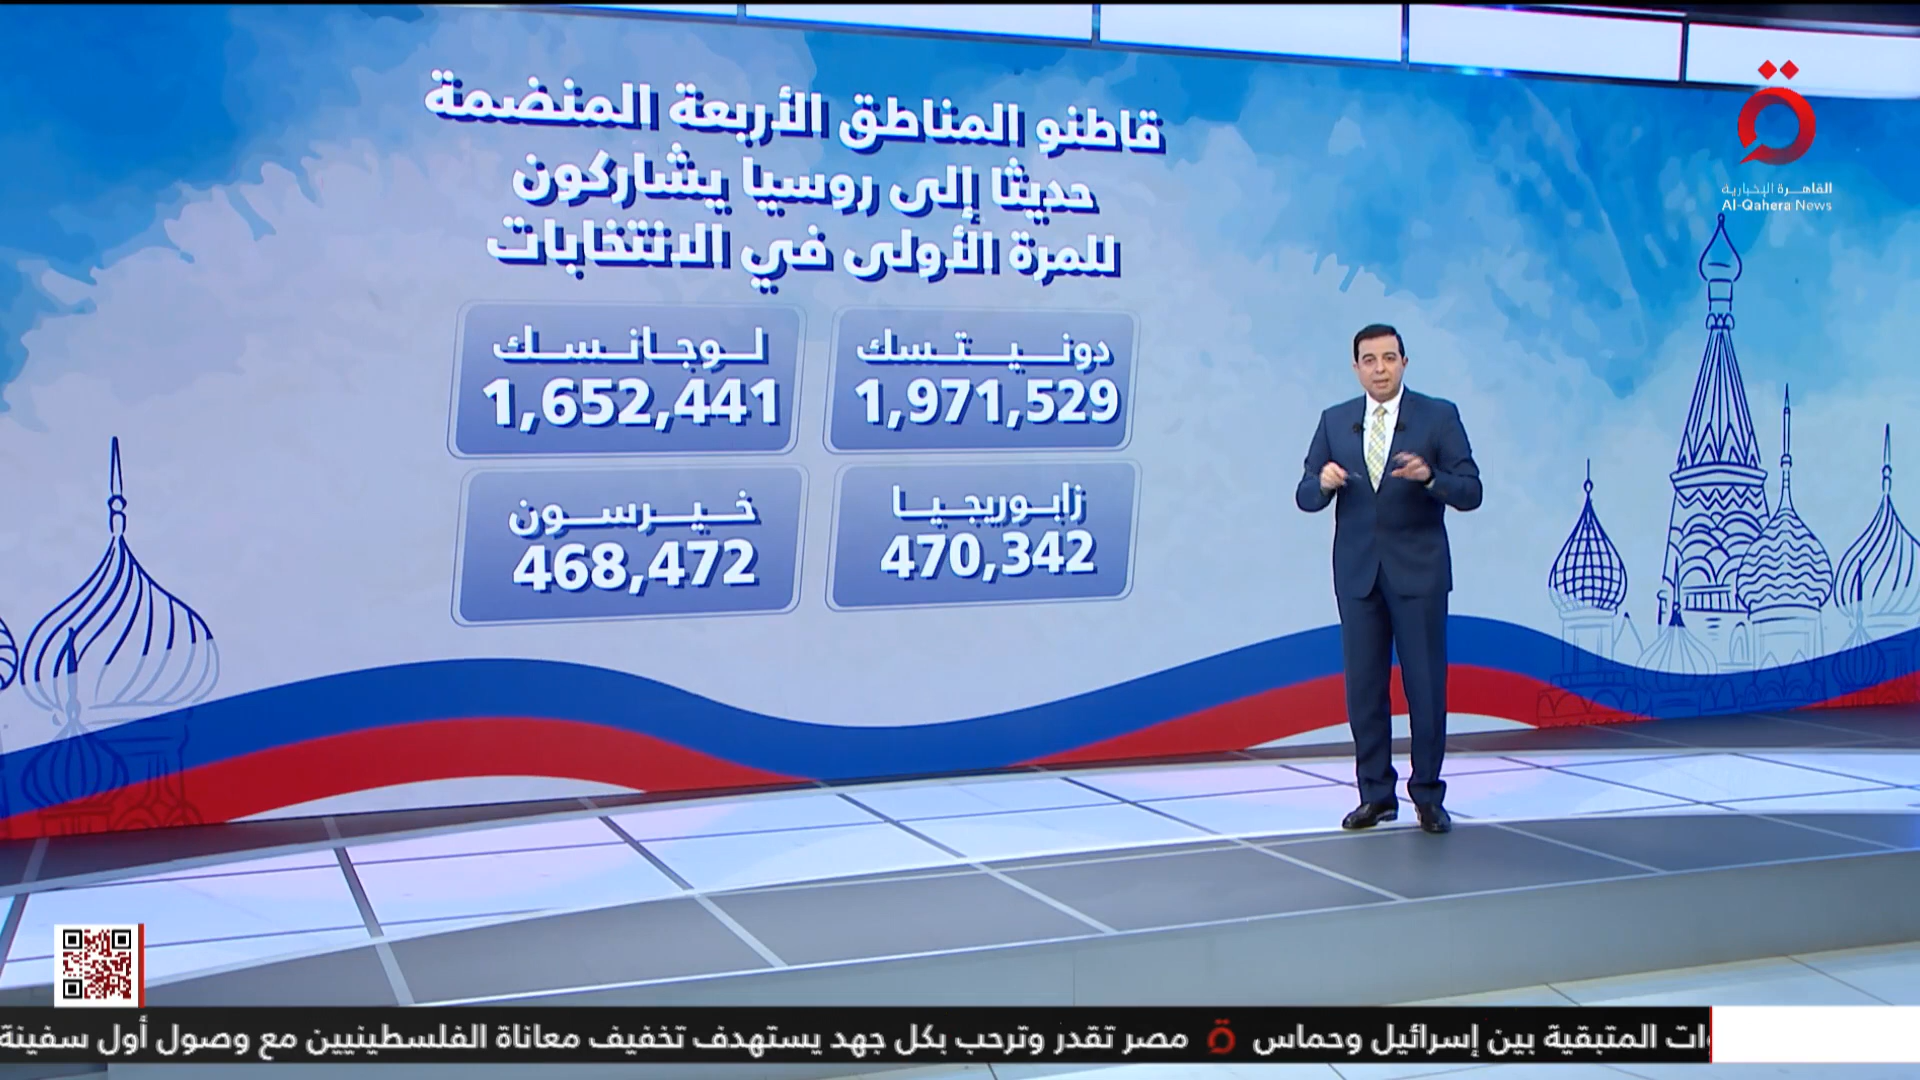 قاطنو المناطق الأربعة المنضمة
حديثا إلى روسيا يشاركون
للمرة الأولى في الانتخابات
دونيتسك
1,971,529
لوجانسك
1,652,441
زابوريجيا
470,342
خيرسون
468,472
القاهرة الإخبارية
Al-Qahera News
وات المتبقية بين إسرائيل وحماس مصر تقدر وترحب بكل جهد يستهدف تخفيف معاناة الفلسطينيين مع وصول أول سفينة